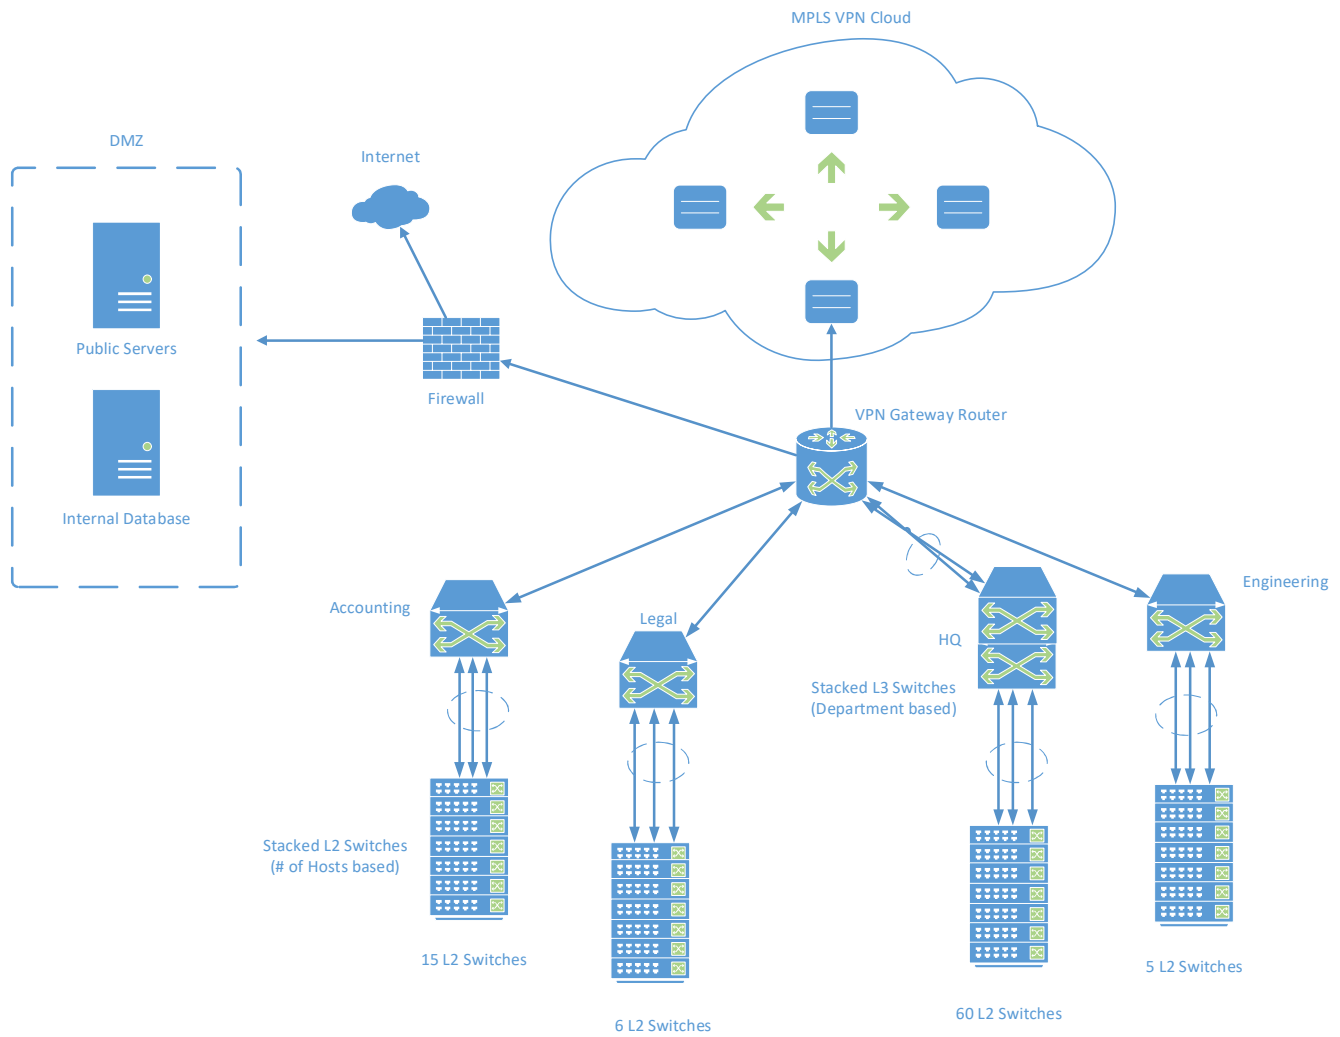 MPLS VPN Cloud
DMZ
Internet
Public Servers
Firewall
VPN Gateway Router
Internal Database
Engineering
Accounting
Legal
HQ
Stacked L3 Switches
(Department based)
Stacked L2 Switches
(# of Hosts based)
15 L2 Switches
5 L2 Switches
60 L2 Switches
6 L2 Switches